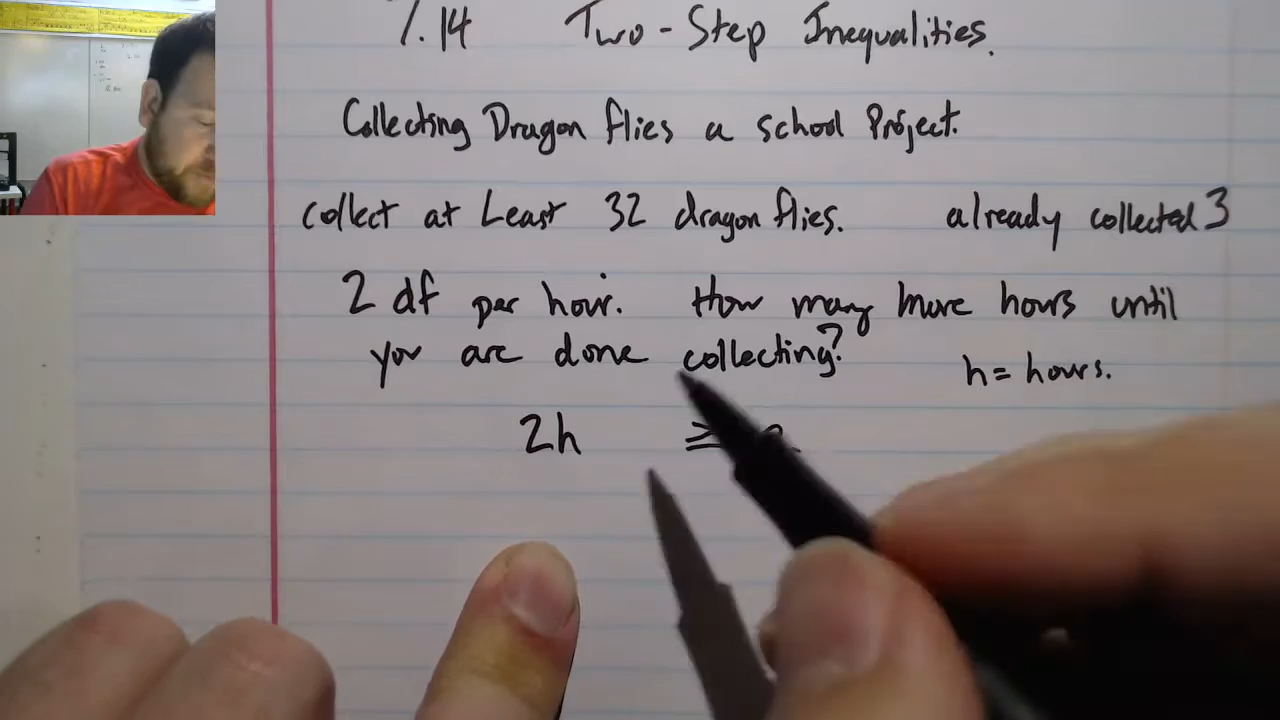 7.14 Two-Step Inequalities.
Collecting Dragon flies a school Project.
collect at Least 32 dragon flies. already collected 3
2 df per hour. How many more hours until
you are done collecting? h = hours.
2h ≥